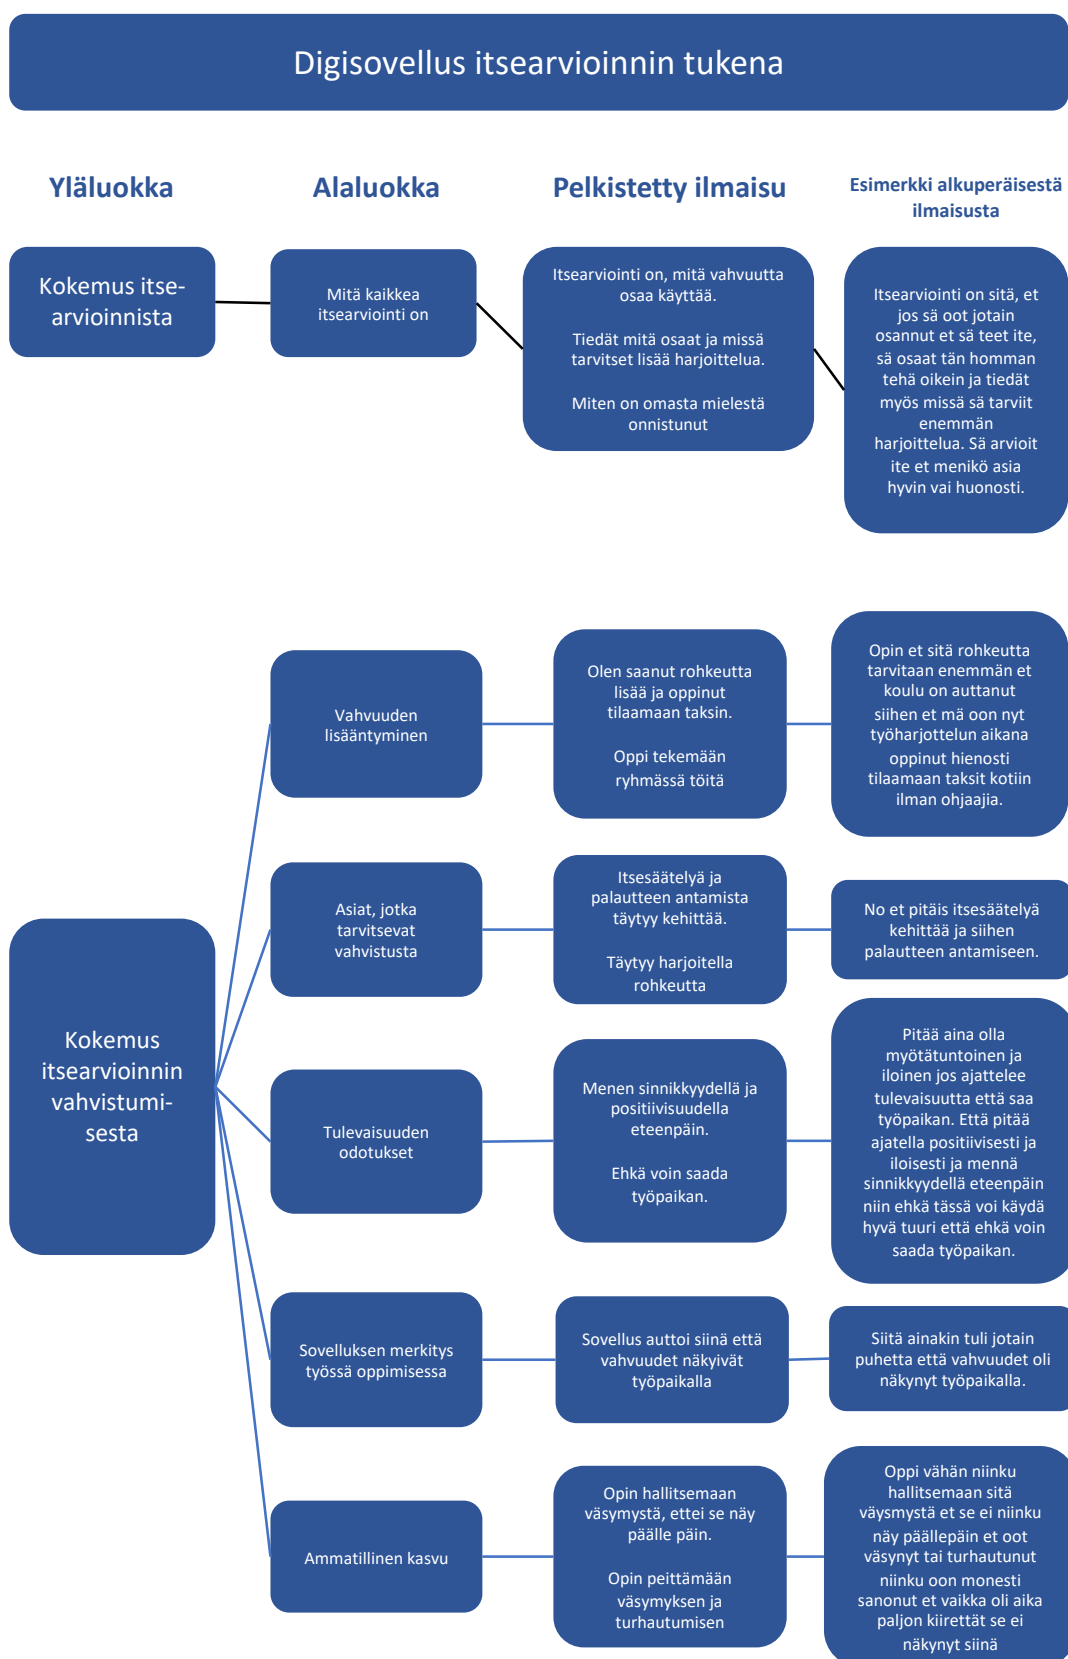 Digisovellus itsearvioinnin tukena
Yläluokka
Alaluokka
Pelkistetty ilmaisu
Esimerkki alkuperäisestä
ilmaisusta
Kokemus itse-
arvioinnista
Mitä kaikkea
itsearviointi on
Itsearviointi on, mitä vahvuutta
osaa käyttää.
Tiedät mitä osaat ja missä
tarvitset lisää harjoittelua.
Miten on omasta mielestä
onnistunut
Itsearviointi on sitä, et
jos sä oot jotain
osannut et sä teet ite,
sä osaat tän homman
tehä oikein ja tiedät
myös missä sä tarviit
enemmän
harjoittelua. Sä arvioit
ite et menikö asia
hyvin vai huonosti.
Kokemus
itsearvioinnin
vahvistumi-
sesta
Vahvuuden
lisääntyminen
Olen saanut rohkeutta
lisää ja oppinut
tilaamaan taksin.
Oppi tekemään
ryhmässä töitä
Opin et sitä rohkeutta
tarvitaan enemmän et
koulu on auttanut
siihen et mä oon nyt
työharjottelun aikana
oppinut hienosti
tilaamaan taksit kotiin
ilman ohjaajia.
Asiat, jotka
tarvitsevat
vahvistusta
Itsesäätelyä ja
palautteen antamista
täytyy kehittää.
Täytyy harjoitella
rohkeutta
No et pitäis itsesäätelyä
kehittää ja siihen
palautteen antamiseen.
Tulevaisuuden
odotukset
Menen sinnikkyydellä ja
positiivisuudella
eteenpäin.
Ehkä voin saada
työpaikan.
Pitää aina olla
myötätuntoinen ja
iloinen jos ajattelee
tulevaisuutta että saa
työpaikan. Että pitää
ajatella positiivisesti ja
iloisesti ja mennä
sinnikkyydellä eteenpäin
niin ehkä tässä voi käydä
hyvä tuuri että ehkä voin
saada työpaikan.
Sovelluksen merkitys
työssä oppimisessa
Sovellus auttoi siinä että
vahvuudet näkyivät
työpaikalla
Siitä ainakin tuli jotain
puhetta että vahvuudet oli
näkynyt työpaikalla.
Ammatillinen kasvu
Opin hallitsemaan
väsymystä, ettei se näy
päälle päin.
Opin peittämään
väsymyksen ja
turhautumisen
Oppi vähän niinku
hallitsemaan sitä
väysmystä et se ei niinku
näy päällepäin et oot
väsynyt tai turhautunut
niinku oon monesti
sanonut et vaikka oli aika
paljon kiirettät se ei
näkynyt siinä